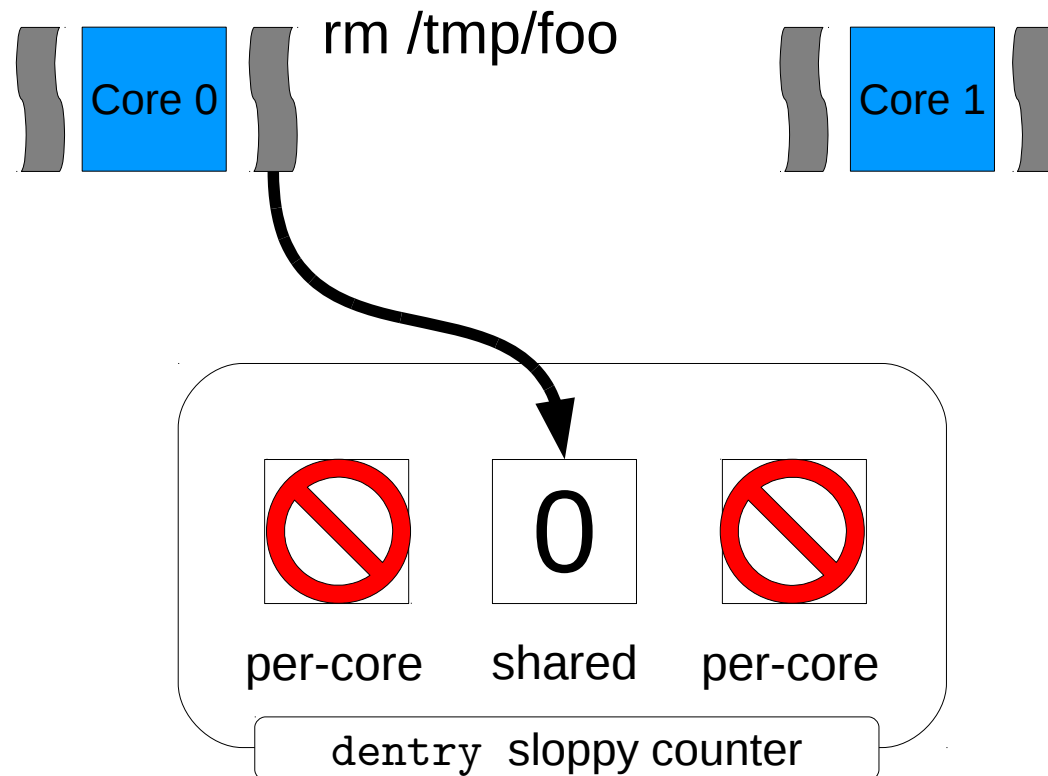 rm /tmp/foo
Core 0
Core 1
0
per-core
shared
per-core
dentry sloppy counter